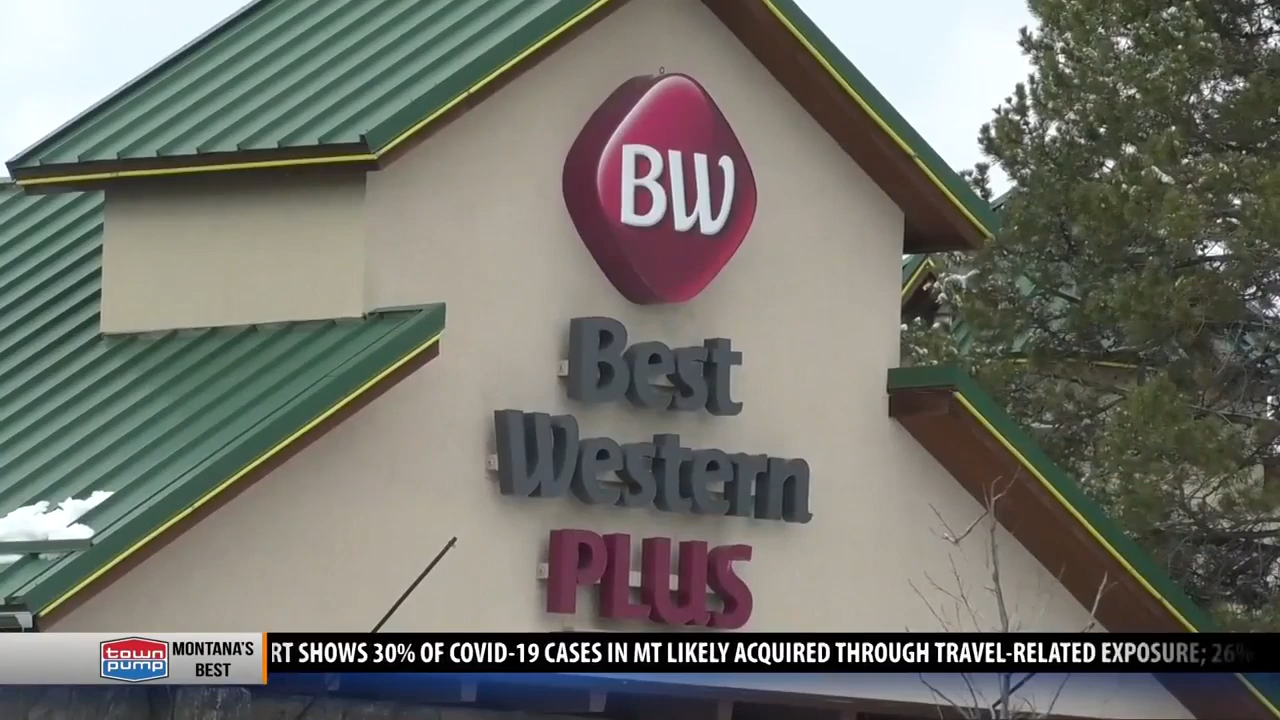 BW
Best
Western
PLUS
town
pump
MONTANA'S
BEST
RT SHOWS 30% OF COVID-19 CASES IN MT LIKELY ACQUIRED THROUGH TRAVEL-RELATED EXPOSURE; 26%